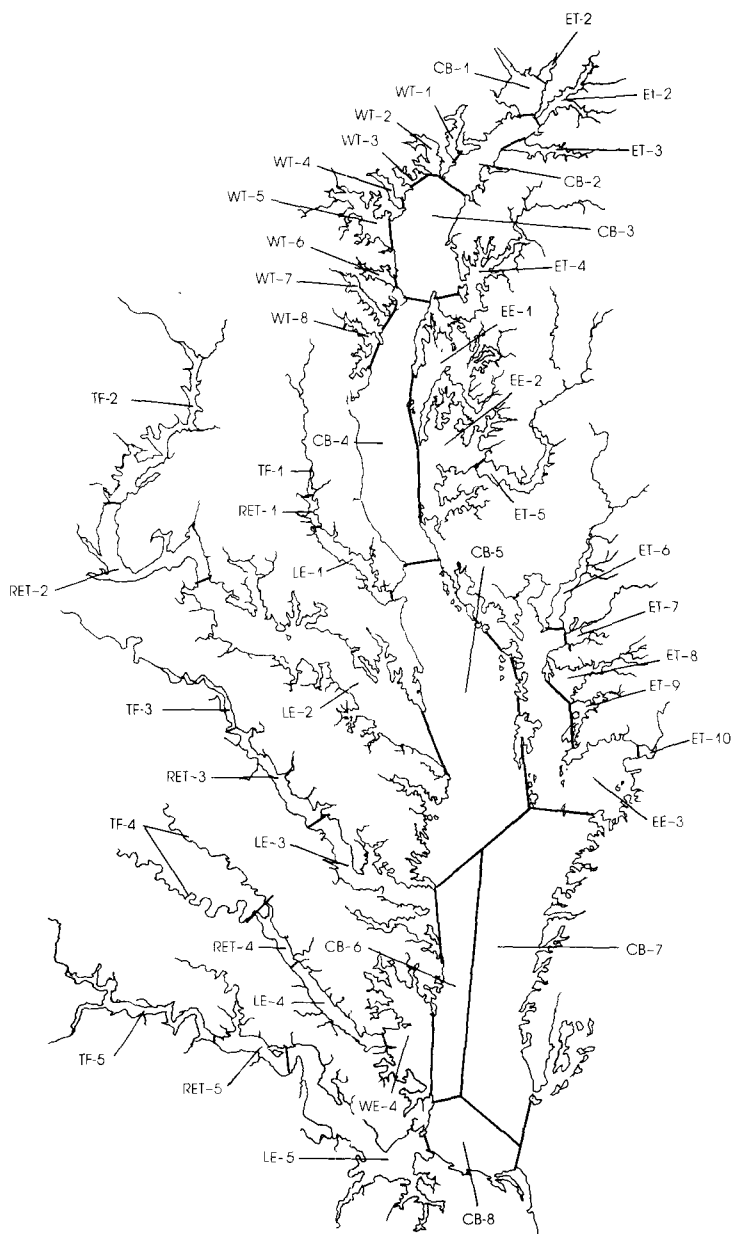 ET-2
CB-1
WT-1
Et-2
WT-2
WT-3
ET-3
WT-4
CB-2
WT-5
CB-3
WT-6
ET-4
WT-7
EE-1
WT-8
EE-2
TF-2
CB-4
TF-1
ET-5
RET-1
CB-5
ET-6
LE-1
RET-2
ET-7
ET-8
ET-9
LE-2
TF-3
ET-10
RET-3
EE-3
TF-4
LE-3
RET-4
CB-6
CB-7
LE-4
TF-5
RET-5
WE-4
LE-5
CB-8